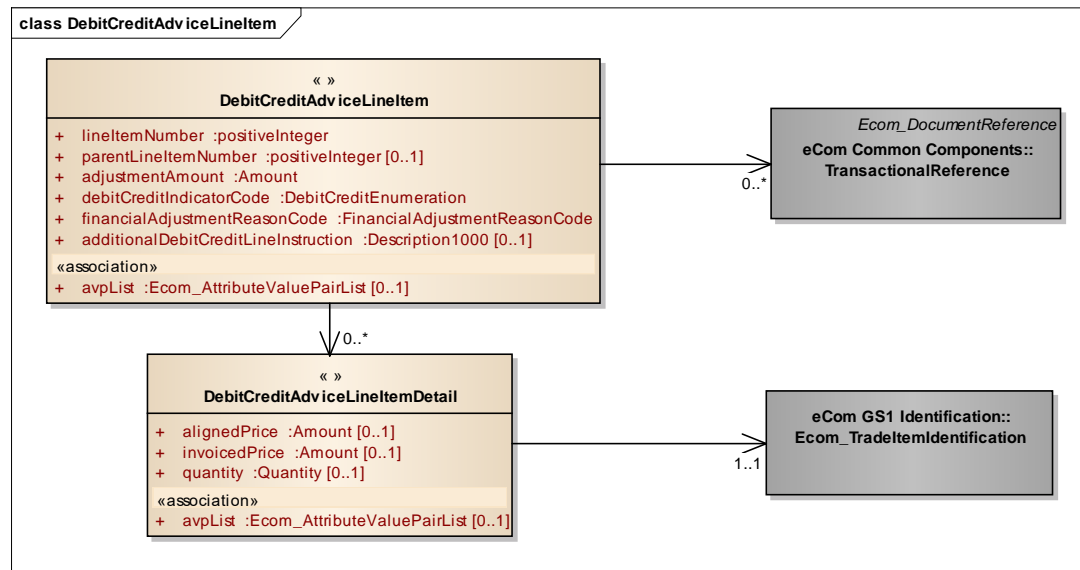 class DebitCreditAdviceLineItem
« »
DebitCreditAdviceLineItem
+ lineItemNumber :positiveInteger
+ parentLineItemNumber :positiveInteger [0..1]
+ adjustmentAmount :Amount
+ debitCreditIndicatorCode :DebitCreditEnumeration
+ financialAdjustmentReasonCode :FinancialAdjustmentReasonCode
+ additionalDebitCreditLineInstruction :Description1000 [0..1]
«association»
+ avpList :Ecom_AttributeValuePairList [0..1]
0..*
Ecom_DocumentReference
eCom Common Components::
TransactionalReference
0..*
« »
DebitCreditAdviceLineItemDetail
+ alignedPrice :Amount [0..1]
+ invoicedPrice :Amount [0..1]
+ quantity :Quantity [0..1]
«association»
+ avpList :Ecom_AttributeValuePairList [0..1]
1..1
eCom GS1 Identification::
Ecom_TradeItemIdentification